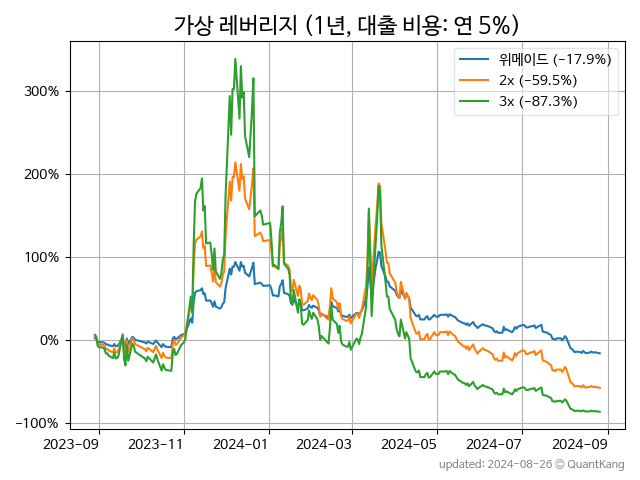 가상 레버리지 (1년, 대출 비용: 연 5%)
위메이드 (-17.9%)
2x (-59.5%)
3x (-87.3%)
300%
200%
100%
0%
-100%
2023-09 2023-11 2024-01 2024-03 2024-05 2024-07 2024-09
updated: 2024-08-26 © QuantKang